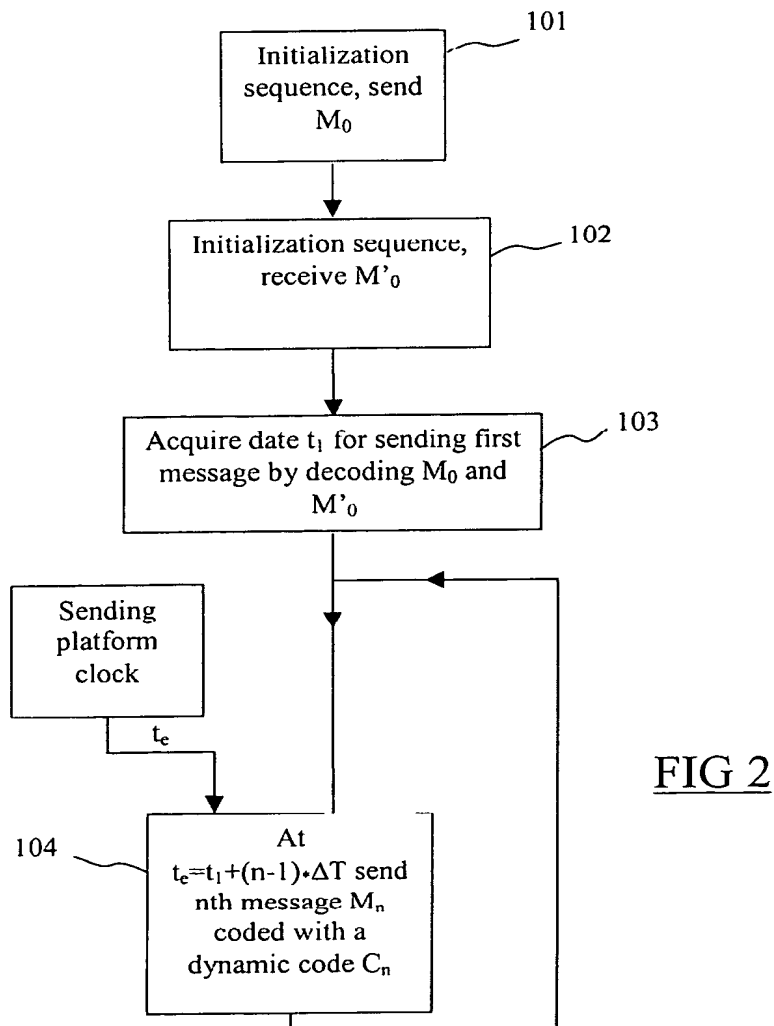 101
Initialization
sequence, send
M₀
102
Initialization sequence,
receive M'₀
103
Acquire date t₁ for sending first
message by decoding M₀ and
M'₀
Sending
platform
clock
tₑ
FIG 2
104
At
tₑ=t₁+(n-1)*ΔT send
nth message Mₙ
coded with a
dynamic code Cₙ